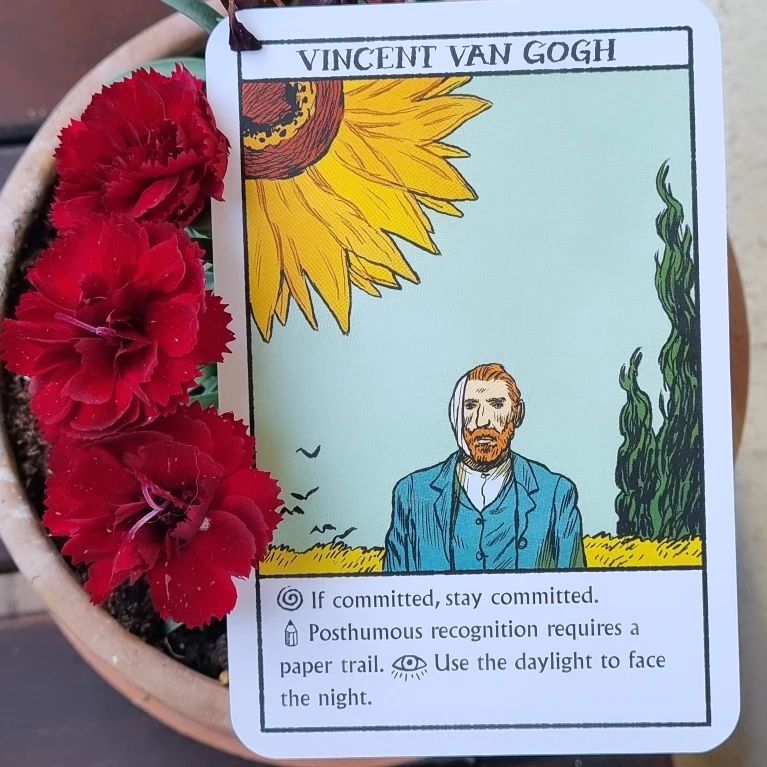 VINCENT VAN GOGH
If committed, stay committed.
Posthumous recognition requires a
paper trail. Use the daylight to face
the night.